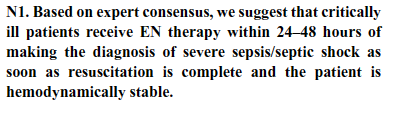 N1. Based on expert consensus, we suggest that critically
ill patients receive EN therapy within 24–48 hours of
making the diagnosis of severe sepsis/septic shock as
soon as resuscitation is complete and the patient is
hemodynamically stable.